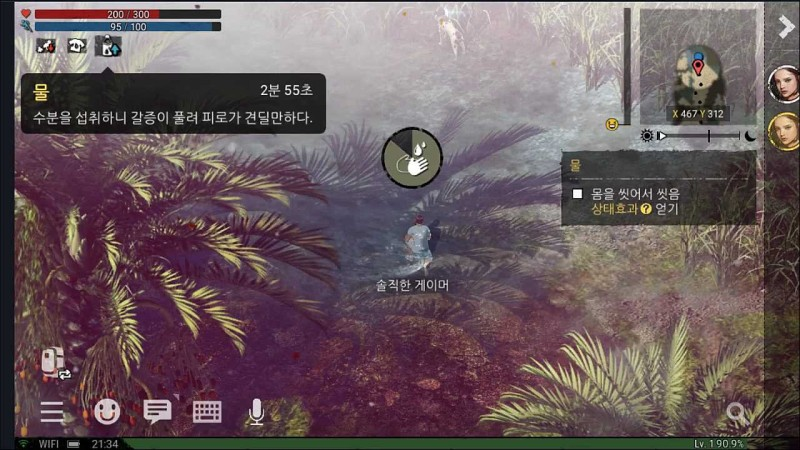 200 / 300
95 / 100
물 2분 55초
수분을 섭취하니 갈증이 풀려 피로가 견딜만하다.
X 467 Y 312
물
몸을 씻어서 씻음
상태효과? 얻기
솔직한 게이머
WIFI 21:34
Lv. 1 90.9%